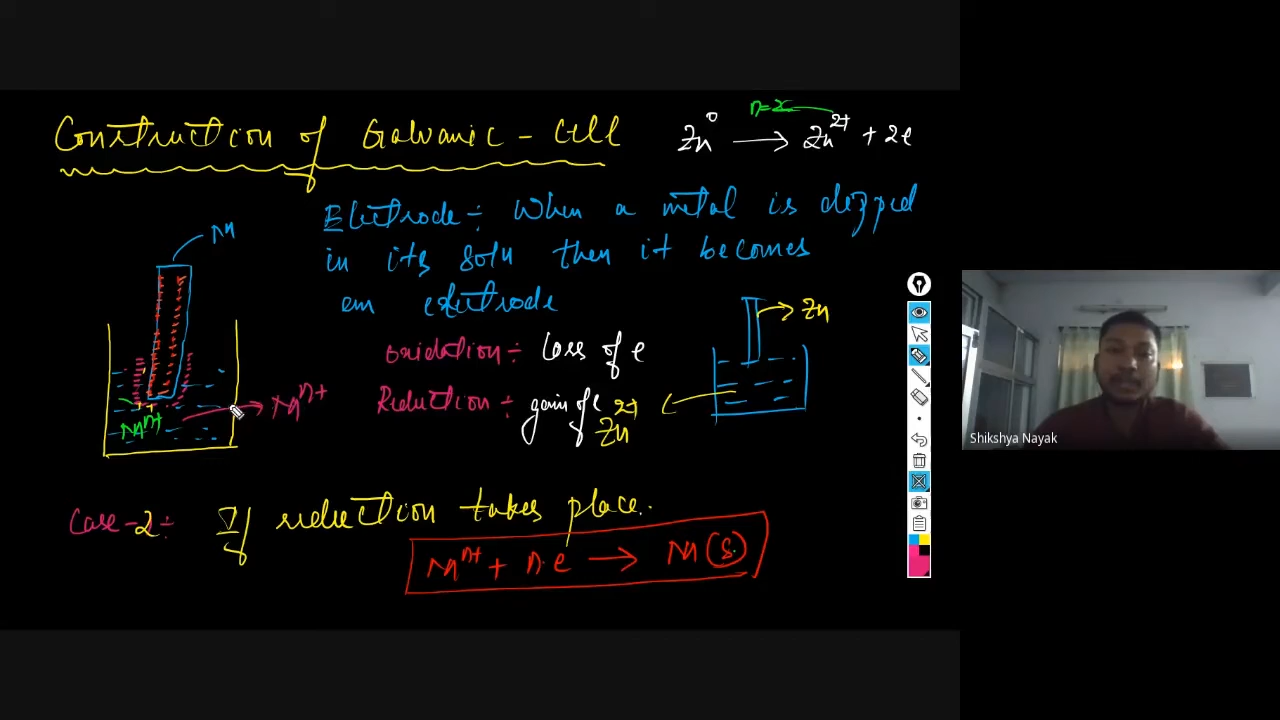 Construction of Galvanic - Cell
n=2
Zn⁰ → Zn²⁺ + 2e
M
Electrode ÷ When a metal is dipped
in its soln then it becomes
an electrode
Zn
oxidation ÷ loss of e
Reduction ÷ gain of e
Zn²⁺
Mⁿ⁺
Mⁿ⁺
Shikshya Nayak
Case-2 ÷ If reduction takes place..
Mⁿ⁺ + n.e → M(s)